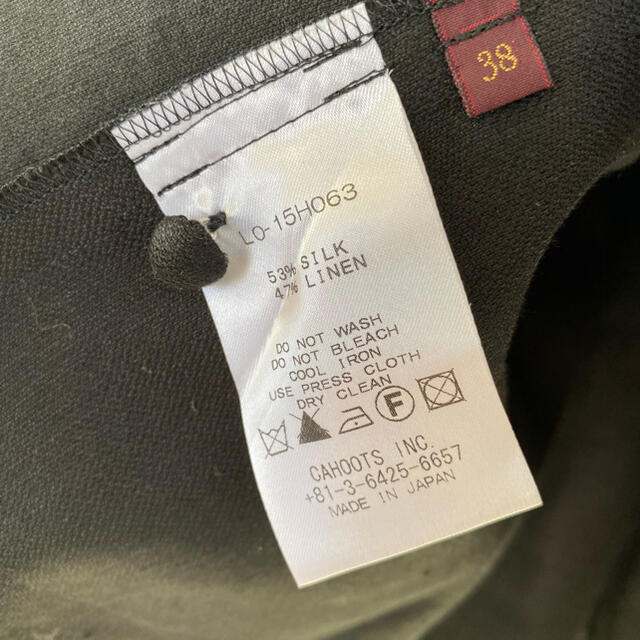 38
LO-15H063
53% SILK
47% LINEN
DO NOT WASH
DO NOT BLEACH
COOL IRON
USE PRESS CLOTH
DRY CLEAN
F
CAHOOTS INC.
+81-3-6425-6657
MADE IN JAPAN